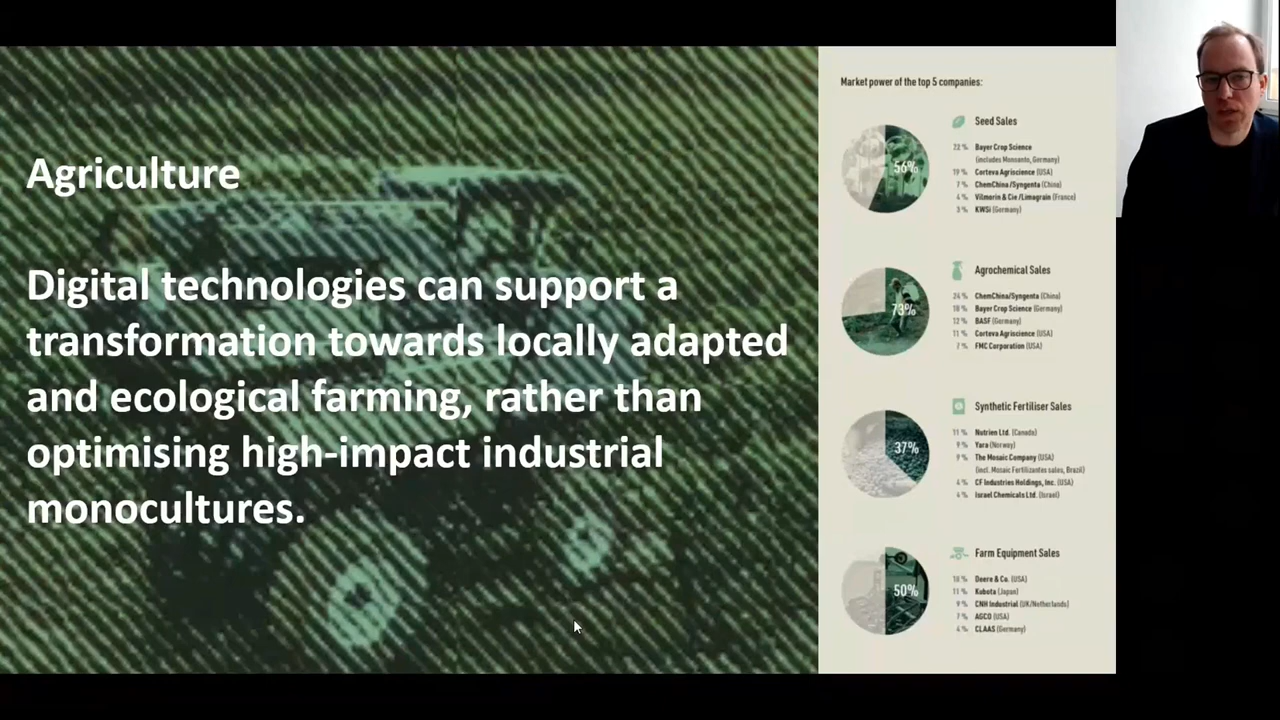 Agriculture
Digital technologies can support a
transformation towards locally adapted
and ecological farming, rather than
optimising high-impact industrial
monocultures.
Market power of the top 5 companies:
56%
Seed Sales
22 % Bayer Crop Science
(includes Monsanto, Germany)
19 % Corteva Agriscience (USA)
7 % ChemChina/Syngenta (China)
4 % Vilmorin & Cie/Limagrain (France)
3 % KWSi (Germany)
73%
Agrochemical Sales
24 % ChemChina/Syngenta (China)
18 % Bayer Crop Science (Germany)
12 % BASF (Germany)
11 % Corteva Agriscience (USA)
7 % FMC Corporation (USA)
37%
Synthetic Fertiliser Sales
11 % Nutrien Ltd. (Canada)
9 % Yara (Norway)
9 % The Mosaic Company (USA)
(incl. Mosaic Fertilizantes sales, Brazil)
4 % CF Industries Holdings, Inc. (USA)
4 % Israel Chemicals Ltd. (Israel)
50%
Farm Equipment Sales
18 % Deere & Co. (USA)
11 % Kubota (Japan)
9 % CNH Industrial (UK/Netherlands)
7 % AGCO (USA)
4 % CLAAS (Germany)